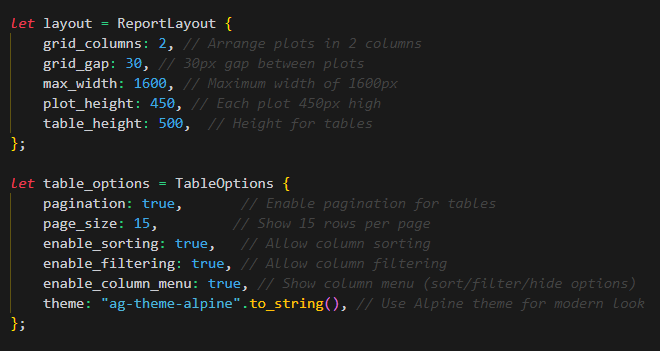 let layout = ReportLayout {
    grid_columns: 2, // Arrange plots in 2 columns
    grid_gap: 30, // 30px gap between plots
    max_width: 1600, // Maximum width of 1600px
    plot_height: 450, // Each plot 450px high
    table_height: 500,  // Height for tables
};

let table_options = TableOptions {
    pagination: true,       // Enable pagination for tables
    page_size: 15,         // Show 15 rows per page
    enable_sorting: true,   // Allow column sorting
    enable_filtering: true, // Allow column filtering
    enable_column_menu: true, // Show column menu (sort/filter/hide options)
    theme: "ag-theme-alpine".to_string(), // Use Alpine theme for modern look
};